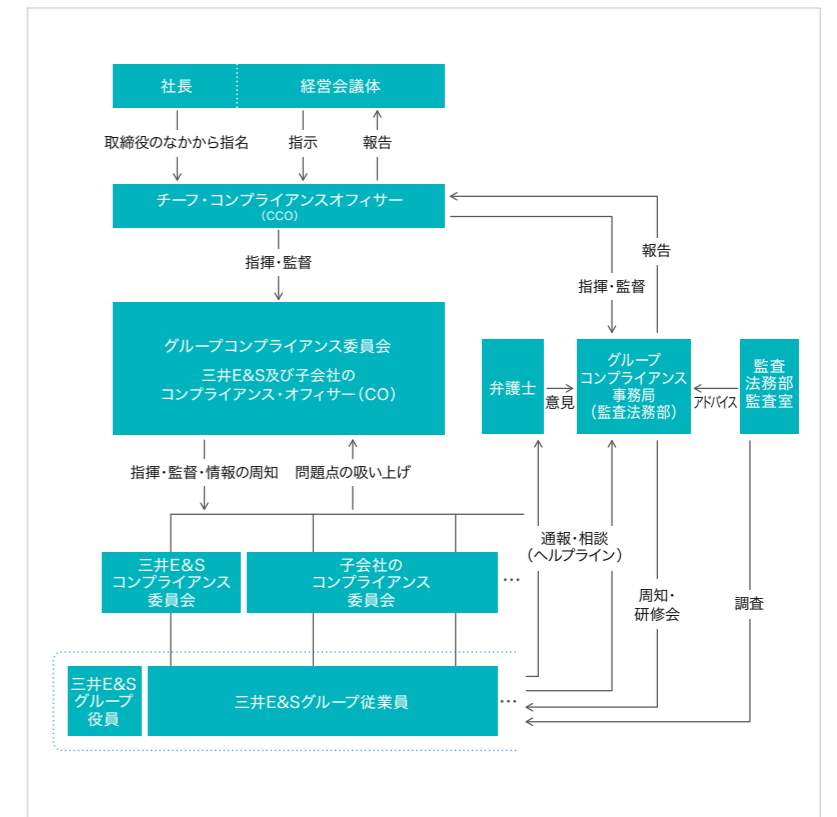 社長
経営会議体
取締役のなかから指名
指示
報告
チーフ・コンプライアンスオフィサー
（CCO）
指揮・監督
報告
指揮・監督
グループコンプライアンス委員会
三井E&S及び子会社の
コンプライアンス・オフィサー（CO）
弁護士
意見
グループ
コンプライアンス
事務局
（監査法務部）
アドバイス
監査
法務部
監査室
指揮・監督・情報の周知
問題点の吸い上げ
通報・相談
（ヘルプライン）
三井E&S
コンプライアンス
委員会
子会社の
コンプライアンス
委員会
…
周知・
研修会
調査
三井E&S
グループ
役員
三井E&Sグループ従業員
…